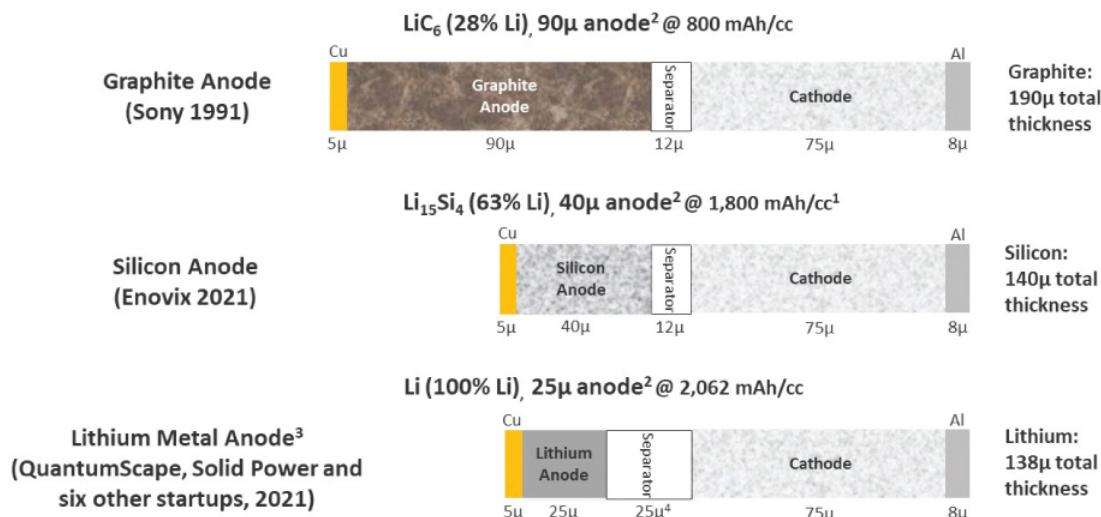 LiC₆ (28% Li), 90µ anode² @ 800 mAh/cc
Cu
Al
Graphite Anode
(Sony 1991)
Graphite
Anode
Separator
Cathode
Graphite:
190µ total
thickness
5µ
90µ
12µ
75µ
8µ
Li₁₅Si₄ (63% Li), 40µ anode² @ 1,800 mAh/cc¹
Cu
Al
Silicon Anode
(Enovix 2021)
Silicon
Anode
Separator
Cathode
Silicon:
140µ total
thickness
5µ
40µ
12µ
75µ
8µ
Li (100% Li), 25µ anode² @ 2,062 mAh/cc
Cu
Al
Lithium Metal Anode³
(QuantumScape, Solid Power and
six other startups, 2021)
Lithium
Anode
Separator
Cathode
Lithium:
138µ total
thickness
5µ
25µ
25µ⁴
75µ
8µ